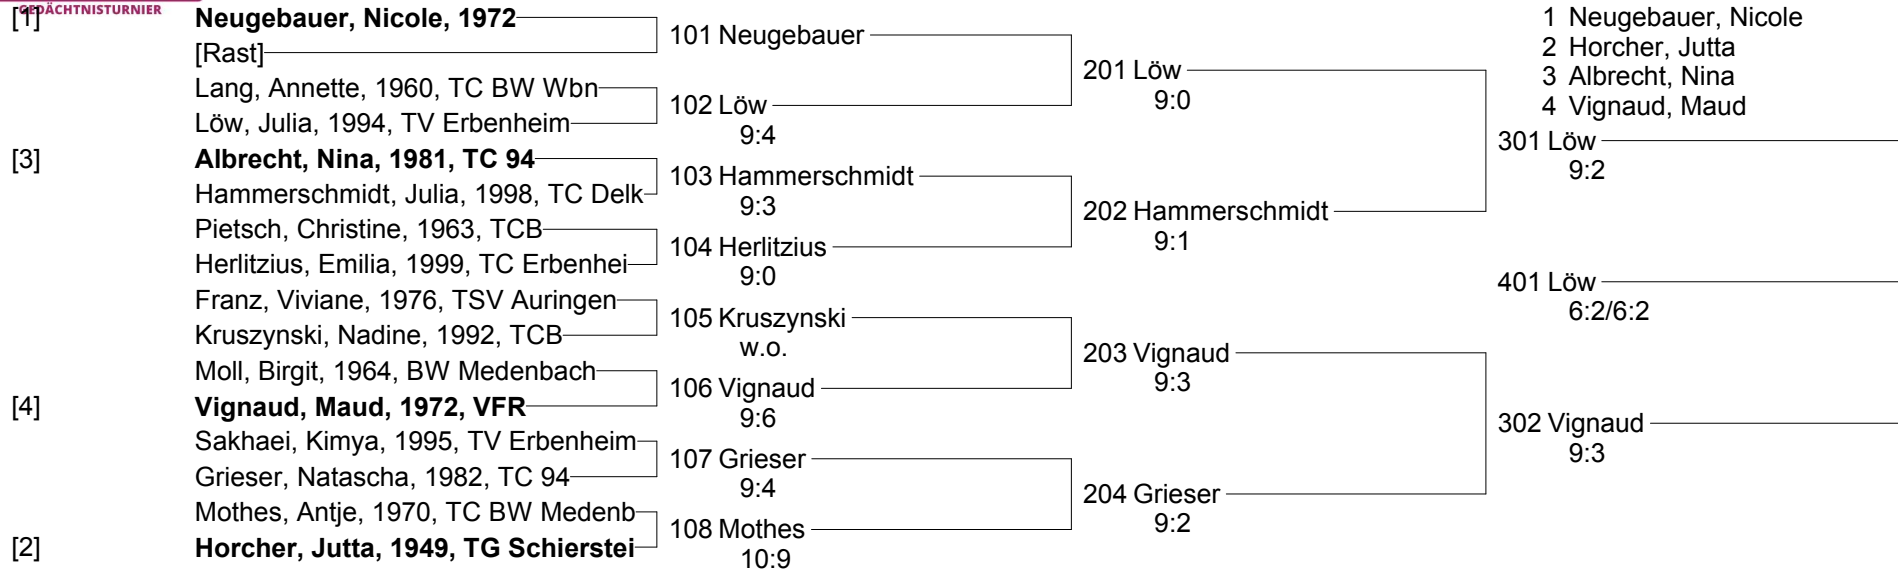 GEDÄCHTNISTURNIER
[1] Neugebauer, Nicole, 1972
[Rast]
Lang, Annette, 1960, TC BW Wbn
Löw, Julia, 1994, TV Erbenheim
[3] Albrecht, Nina, 1981, TC 94
Hammerschmidt, Julia, 1998, TC Delk
Pietsch, Christine, 1963, TCB
Herlitzius, Emilia, 1999, TC Erbenhei
Franz, Viviane, 1976, TSV Auringen
Kruszynski, Nadine, 1992, TCB
Moll, Birgit, 1964, BW Medenbach
[4] Vignaud, Maud, 1972, VFR
Sakhaei, Kimya, 1995, TV Erbenheim
Grieser, Natascha, 1982, TC 94
Mothes, Antje, 1970, TC BW Medenb
[2] Horcher, Jutta, 1949, TG Schierstei
101 Neugebauer
102 Löw
9:4
103 Hammerschmidt
9:3
104 Herlitzius
9:0
105 Kruszynski
w.o.
106 Vignaud
9:6
107 Grieser
9:4
108 Mothes
10:9
201 Löw
9:0
202 Hammerschmidt
9:1
203 Vignaud
9:3
204 Grieser
9:2
1 Neugebauer, Nicole
2 Horcher, Jutta
3 Albrecht, Nina
4 Vignaud, Maud
301 Löw
9:2
401 Löw
6:2/6:2
302 Vignaud
9:3